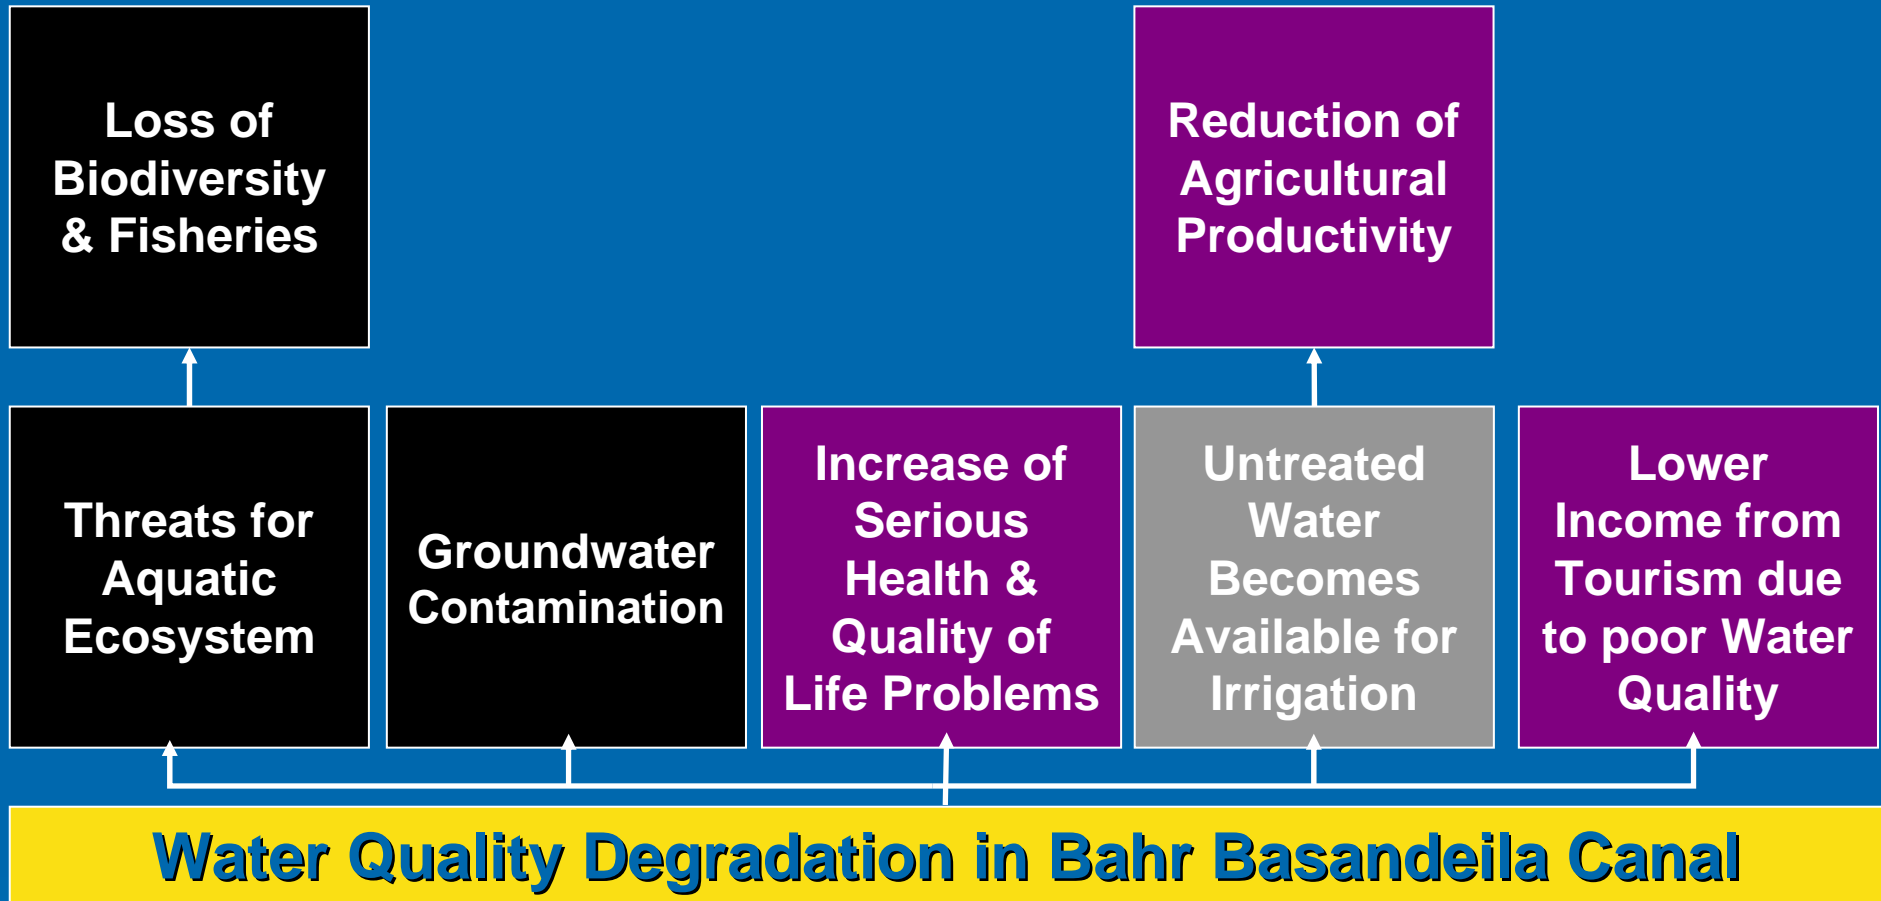 Loss of
Biodiversity
& Fisheries
Reduction of
Agricultural
Productivity
Threats for
Aquatic
Ecosystem
Groundwater
Contamination
Increase of
Serious
Health &
Quality of
Life Problems
Untreated
Water
Becomes
Available for
Irrigation
Lower
Income from
Tourism due
to poor Water
Quality
Water Quality Degradation in Bahr Basandeila Canal